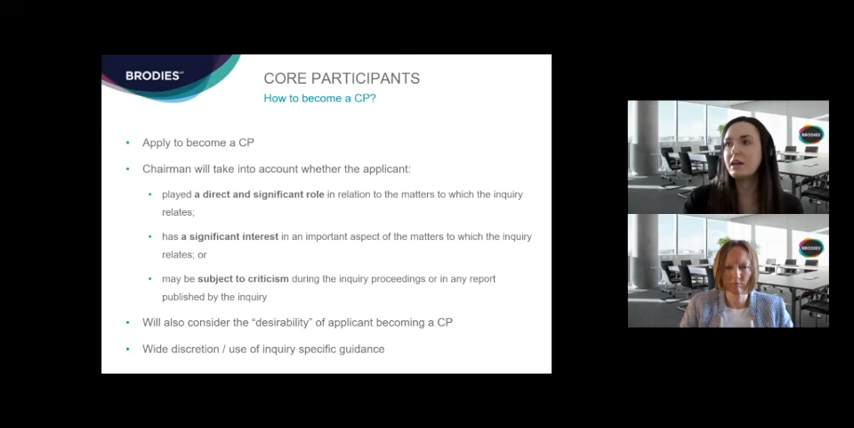 BRODIES LLP
CORE PARTICIPANTS
How to become a CP?
• Apply to become a CP
• Chairman will take into account whether the applicant:
• played a direct and significant role in relation to the matters to which the inquiry
relates;
• has a significant interest in an important aspect of the matters to which the inquiry
relates; or
• may be subject to criticism during the inquiry proceedings or in any report
published by the inquiry
• Will also consider the “desirability” of applicant becoming a CP
• Wide discretion / use of inquiry specific guidance
BRODIES
BRODIES